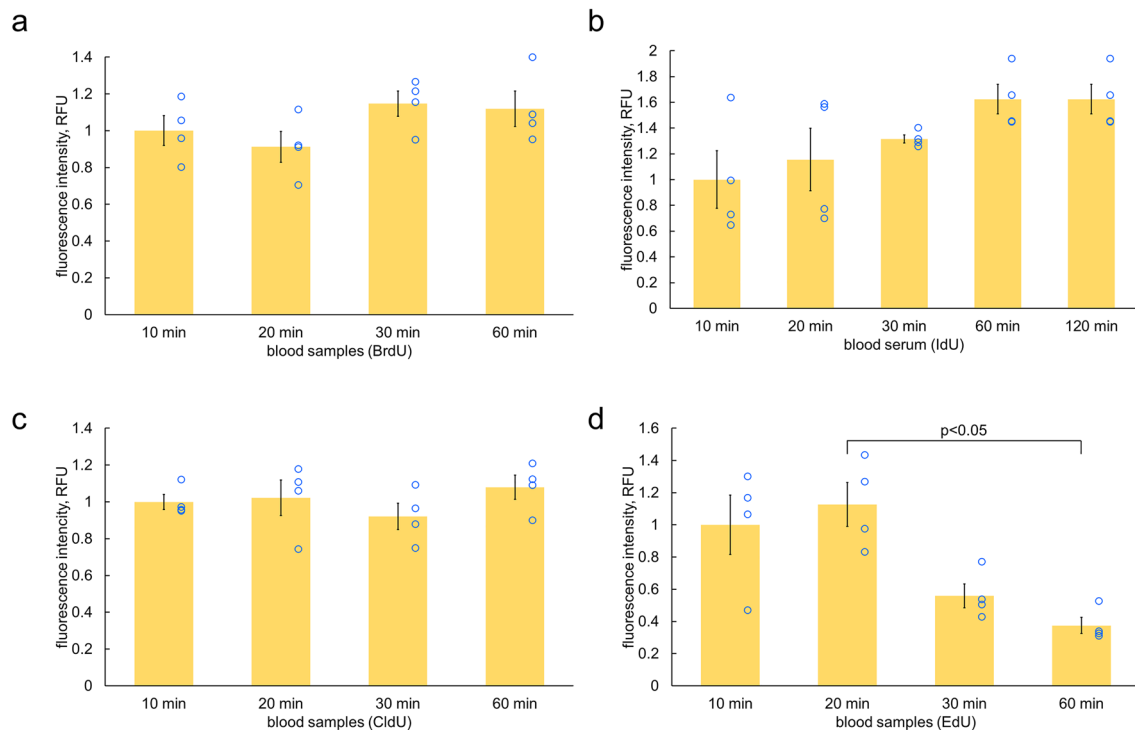 a
fluorescence intensity, RFU
1.4
1.2
1
0.8
0.6
0.4
0.2
0
10 min 20 min 30 min 60 min
blood samples (BrdU)
b
fluorescence intensity, RFU
2
1.8
1.6
1.4
1.2
1
0.8
0.6
0.4
0.2
0
10 min 20 min 30 min 60 min 120 min
blood serum (IdU)
c
fluorescence intencity, RFU
1.4
1.2
1
0.8
0.6
0.4
0.2
0
10 min 20 min 30 min 60 min
blood samples (CldU)
d
fluorescence intensity, RFU
1.6
1.4
1.2
1
0.8
0.6
0.4
0.2
0
p<0.05
10 min 20 min 30 min 60 min
blood samples (EdU)